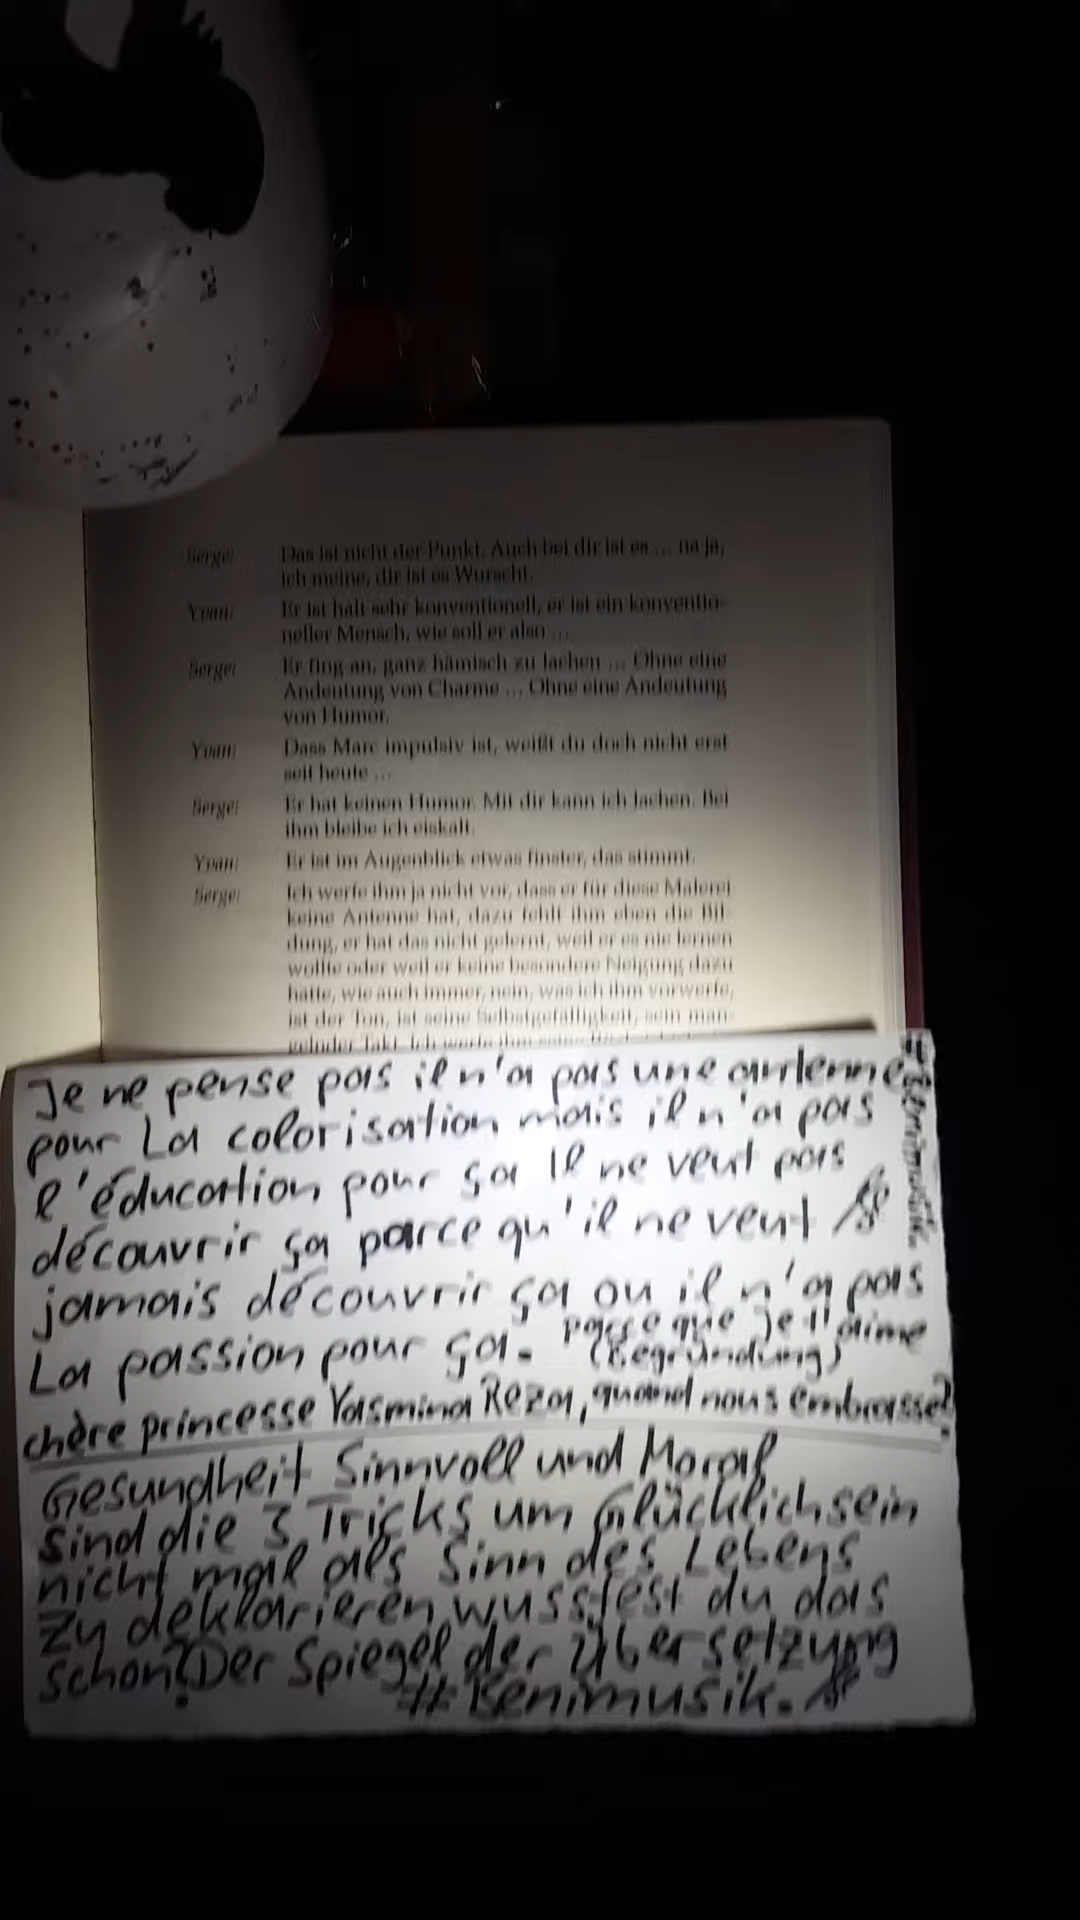 Serge: Das ist nicht der Punkt. Auch bei dir ist es ... na ja,
ich meine, dir ist es Wurscht.
Yvan: Er ist halt sehr konventionell, er ist ein konventio-
neller Mensch, wie soll er also ...
Serge: Er fing an, ganz hämisch zu lachen ... Ohne eine
Andeutung von Charme ... Ohne eine Andeutung
von Humor.
Yvan: Dass Marc impulsiv ist, weißt du doch nicht erst
seit heute ...
Serge: Er hat keinen Humor. Mit dir kann ich lachen. Bei
ihm bleibe ich eiskalt.
Yvan: Er ist im Augenblick etwas finster, das stimmt.
Serge: Ich werfe ihm ja nicht vor, dass er für diese Malerei
keine Antenne hat, dazu fehlt ihm eben die Bil-
dung, er hat das nicht gelernt, weil er es nie lernen
wollte oder weil er keine besondere Neigung dazu
hatte, wie auch immer, nein, was ich ihm vorwerfe,
ist der Ton, ist seine Selbstgefälligkeit, sein man-
gelnder Takt. Ich werfe ihm
Je ne pense pas il n'a pas une antenne
pour La colorisation mais il n'a pas
l'éducation pour ça Il ne veut pas
découvrir ça parce qu'il ne veut
jamais découvrir ça ou il n'a pas
La passion pour ça. parce que je l'aime
(Begründung)
chère princesse Yasmina Reza, quand nous embrasse?
#Benimusik
Gesundheit Sinnvoll und Moral
sind die 3 Tricks um Glücklichsein
nicht mal als Sinn des Lebens
zu deklarieren, wusstest du das
schon? Der Spiegel der Übersetzung
#Benimusik.